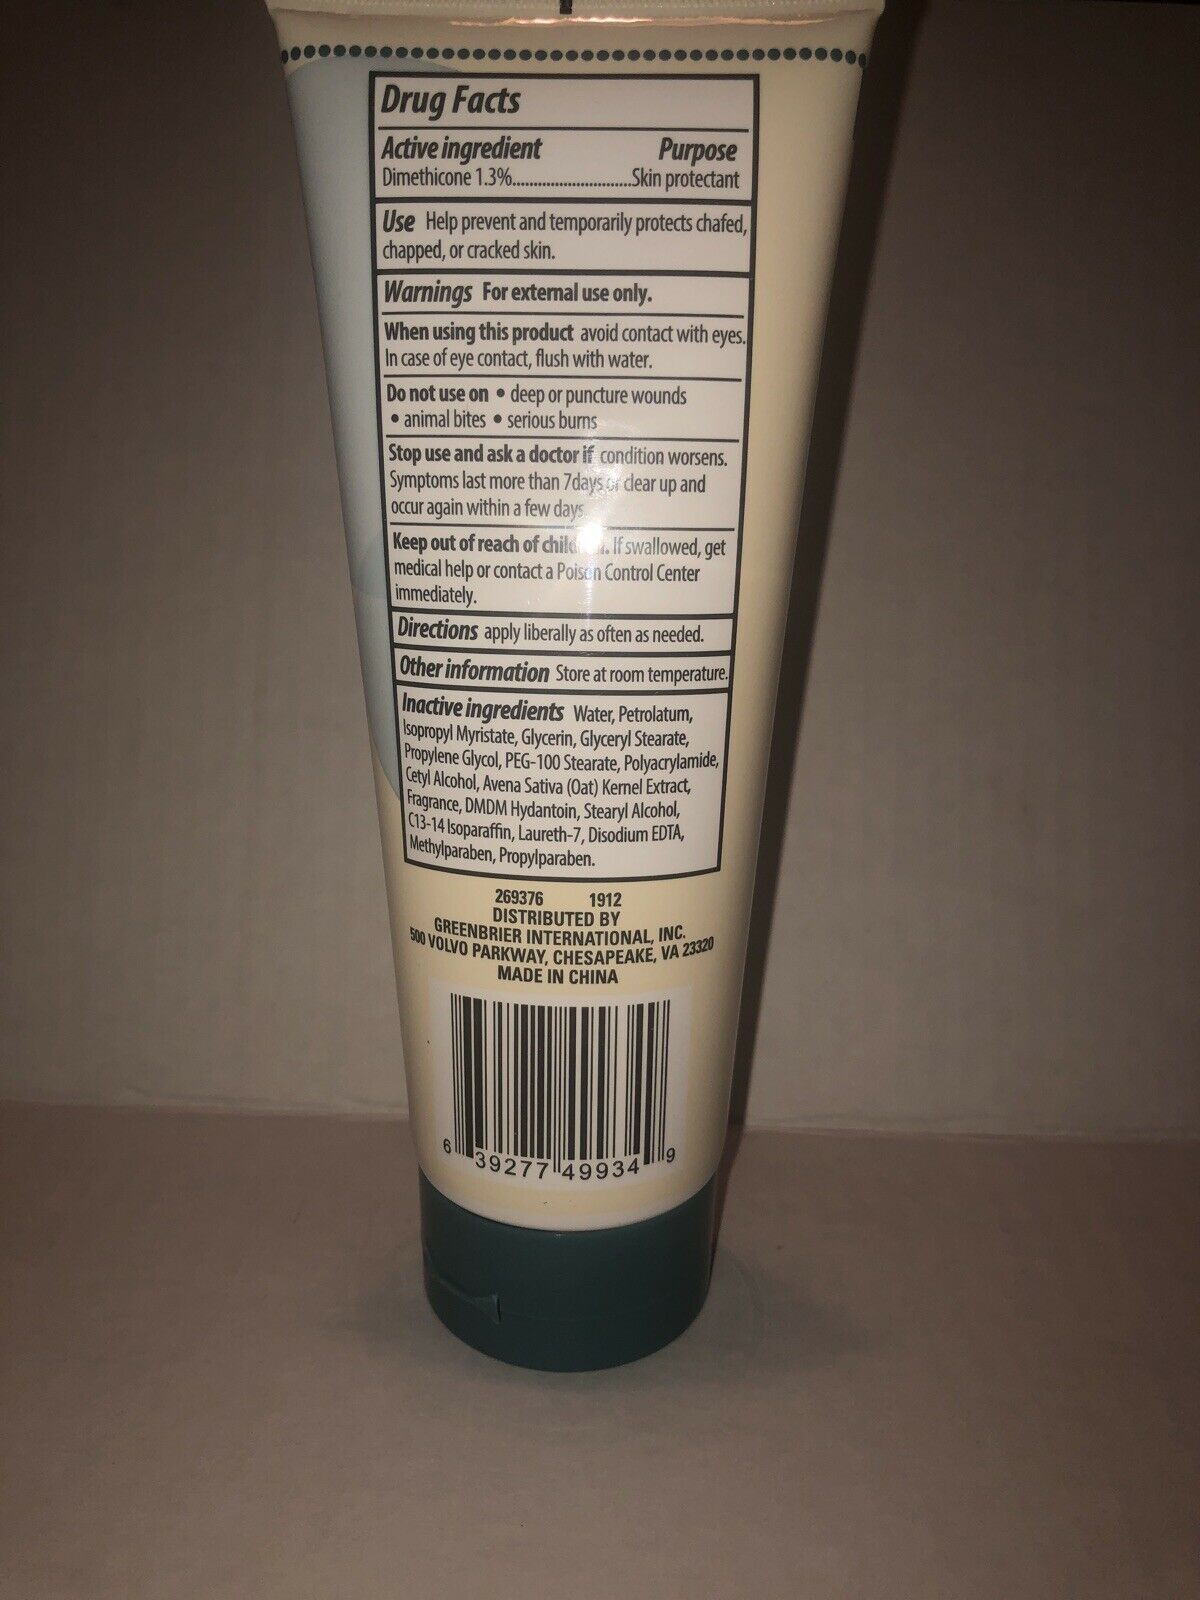 Drug Facts
Active ingredient Purpose
Dimethicone 1.3%............................Skin protectant
Use Help prevent and temporarily protects chafed,
chapped, or cracked skin.
Warnings For external use only.
When using this product avoid contact with eyes.
In case of eye contact, flush with water.
Do not use on • deep or puncture wounds
• animal bites • serious burns
Stop use and ask a doctor if condition worsens.
Symptoms last more than 7days or clear up and
occur again within a few days.
Keep out of reach of If swallowed, get
medical help or contact a Poison Control Center
immediately.
Directions apply liberally as often as needed.
Other information Store at room temperature.
Inactive ingredients Water, Petrolatum,
Isopropyl Myristate, Glycerin, Glyceryl Stearate,
Propylene Glycol, PEG-100 Stearate, Polyacrylamide,
Cetyl Alcohol, Avena Sativa (Oat) Kernel Extract,
Fragrance, DMDM Hydantoin, Stearyl Alcohol,
C13-14 Isoparaffin, Laureth-7, Disodium EDTA,
Methylparaben, Propylparaben.
269376 1912
DISTRIBUTED BY
GREENBRIER INTERNATIONAL, INC.
500 VOLVO PARKWAY, CHESAPEAKE, VA 23320
MADE IN CHINA
6 39277 49934 9